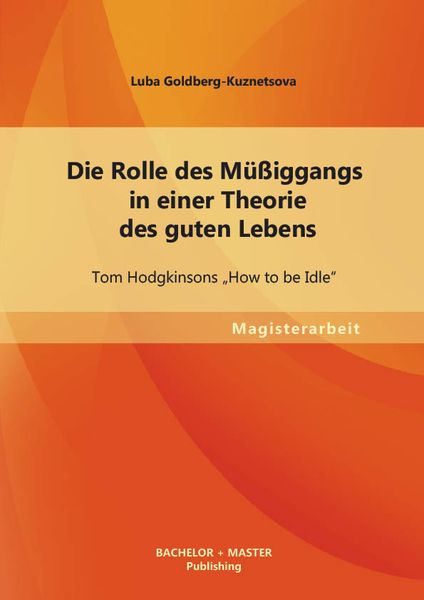 Luba Goldberg-Kuznetsova
Die Rolle des Müßiggangs
in einer Theorie
des guten Lebens
Tom Hodgkinsons „How to be Idle“
Magisterarbeit
BACHELOR + MASTER
Publishing